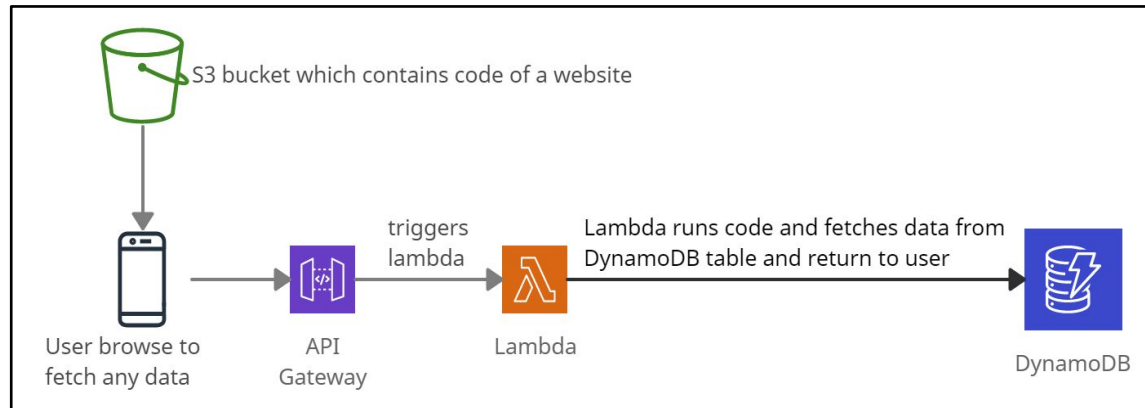 S3 bucket which contains code of a website
triggers
lambda
Lambda runs code and fetches data from
DynamoDB table and return to user
User browse to
fetch any data
API
Gateway
Lambda
DynamoDB